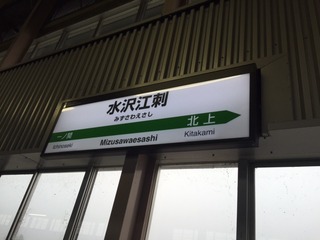 水沢江刺
みずさわえさし
一ノ関
Ichinoseki
Mizusawaesashi
北上
Kitakami